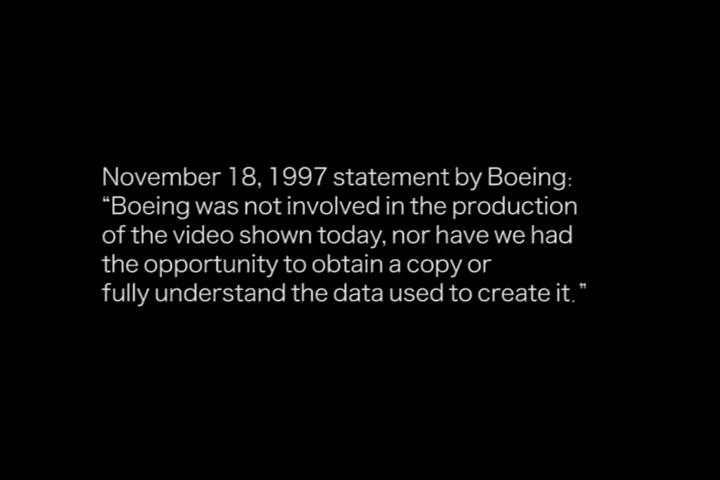 November 18, 1997 statement by Boeing:
“Boeing was not involved in the production
of the video shown today, nor have we had
the opportunity to obtain a copy or
fully understand the data used to create it.”